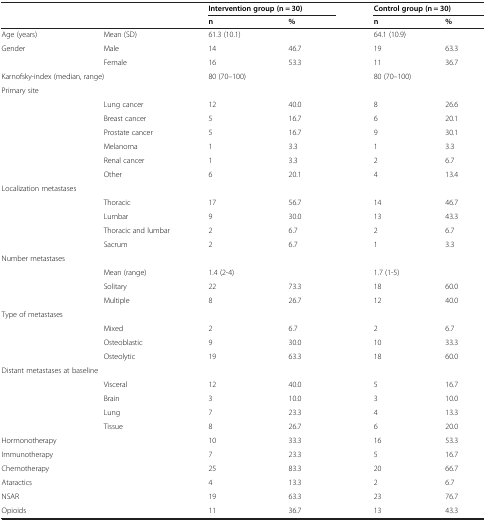 Intervention group (n = 30) Control group (n = 30)
n % n %
Age (years) Mean (SD) 61.3 (10.1) 64.1 (10.9)
Gender Male 14 46.7 19 63.3
Female 16 53.3 11 36.7
Karnofsky-index (median, range) 80 (70–100) 80 (70–100)
Primary site
Lung cancer 12 40.0 8 26.6
Breast cancer 5 16.7 6 20.1
Prostate cancer 5 16.7 9 30.1
Melanoma 1 3.3 1 3.3
Renal cancer 1 3.3 2 6.7
Other 6 20.1 4 13.4
Localization metastases
Thoracic 17 56.7 14 46.7
Lumbar 9 30.0 13 43.3
Thoracic and lumbar 2 6.7 2 6.7
Sacrum 2 6.7 1 3.3
Number metastases
Mean (range) 1.4 (2-4) 1.7 (1-5)
Solitary 22 73.3 18 60.0
Multiple 8 26.7 12 40.0
Type of metastases
Mixed 2 6.7 2 6.7
Osteoblastic 9 30.0 10 33.3
Osteolytic 19 63.3 18 60.0
Distant metastases at baseline
Visceral 12 40.0 5 16.7
Brain 3 10.0 3 10.0
Lung 7 23.3 4 13.3
Tissue 8 26.7 6 20.0
Hormonotherapy 10 33.3 16 53.3
Immunotherapy 7 23.3 5 16.7
Chemotherapy 25 83.3 20 66.7
Ataractics 4 13.3 2 6.7
NSAR 19 63.3 23 76.7
Opioids 11 36.7 13 43.3